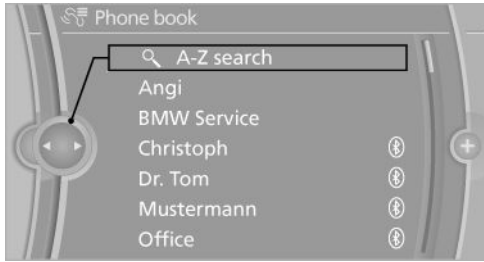 Phone book
A-Z search
Angi
BMW Service
Christoph
Dr. Tom
Mustermann
Office